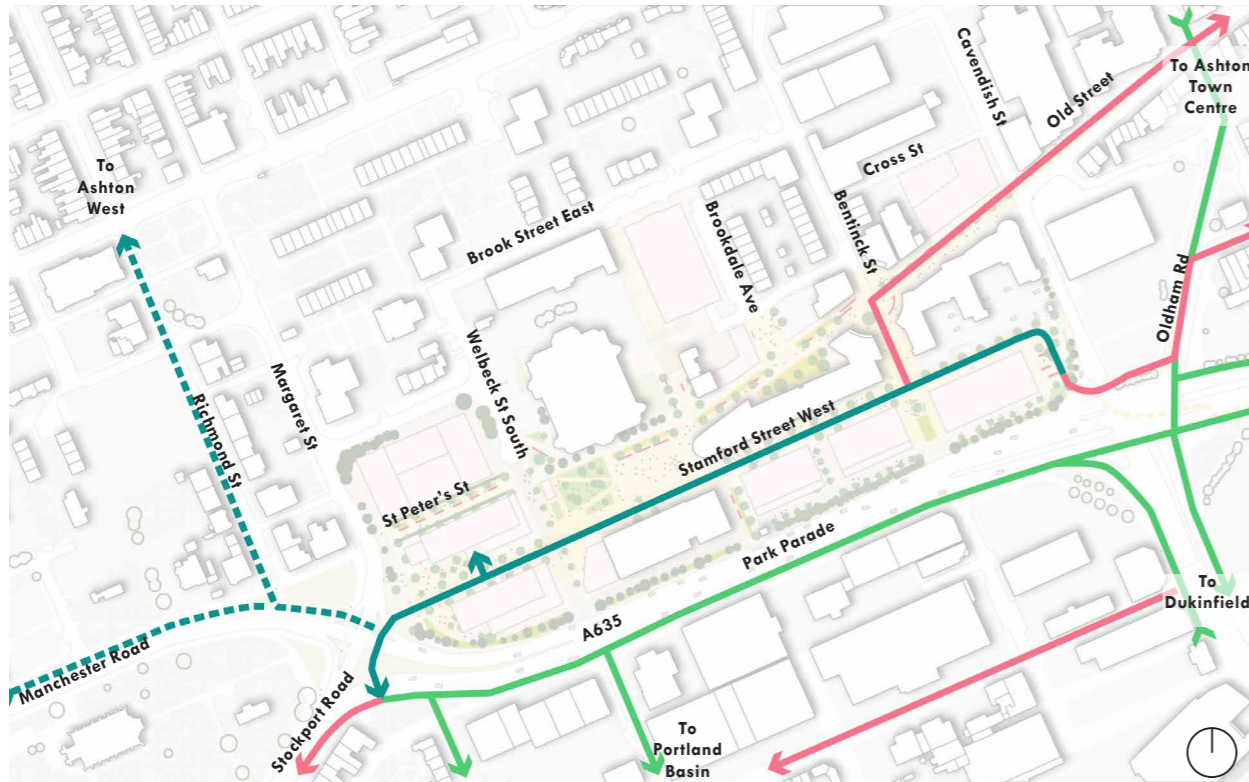 To Ashton
Town
Centre
Cavendish St
Old Street
Cross St
To
Ashton
West
Brook Street East
Brookdale Ave
Bentinck St
Oldham Rd
Margaret St
Welbeck St South
Richmond St
Stamford Street West
St Peter's St
Park Parade
To
Dukinfield
A635
Manchester Road
Stockport Road
To
Portland
Basin